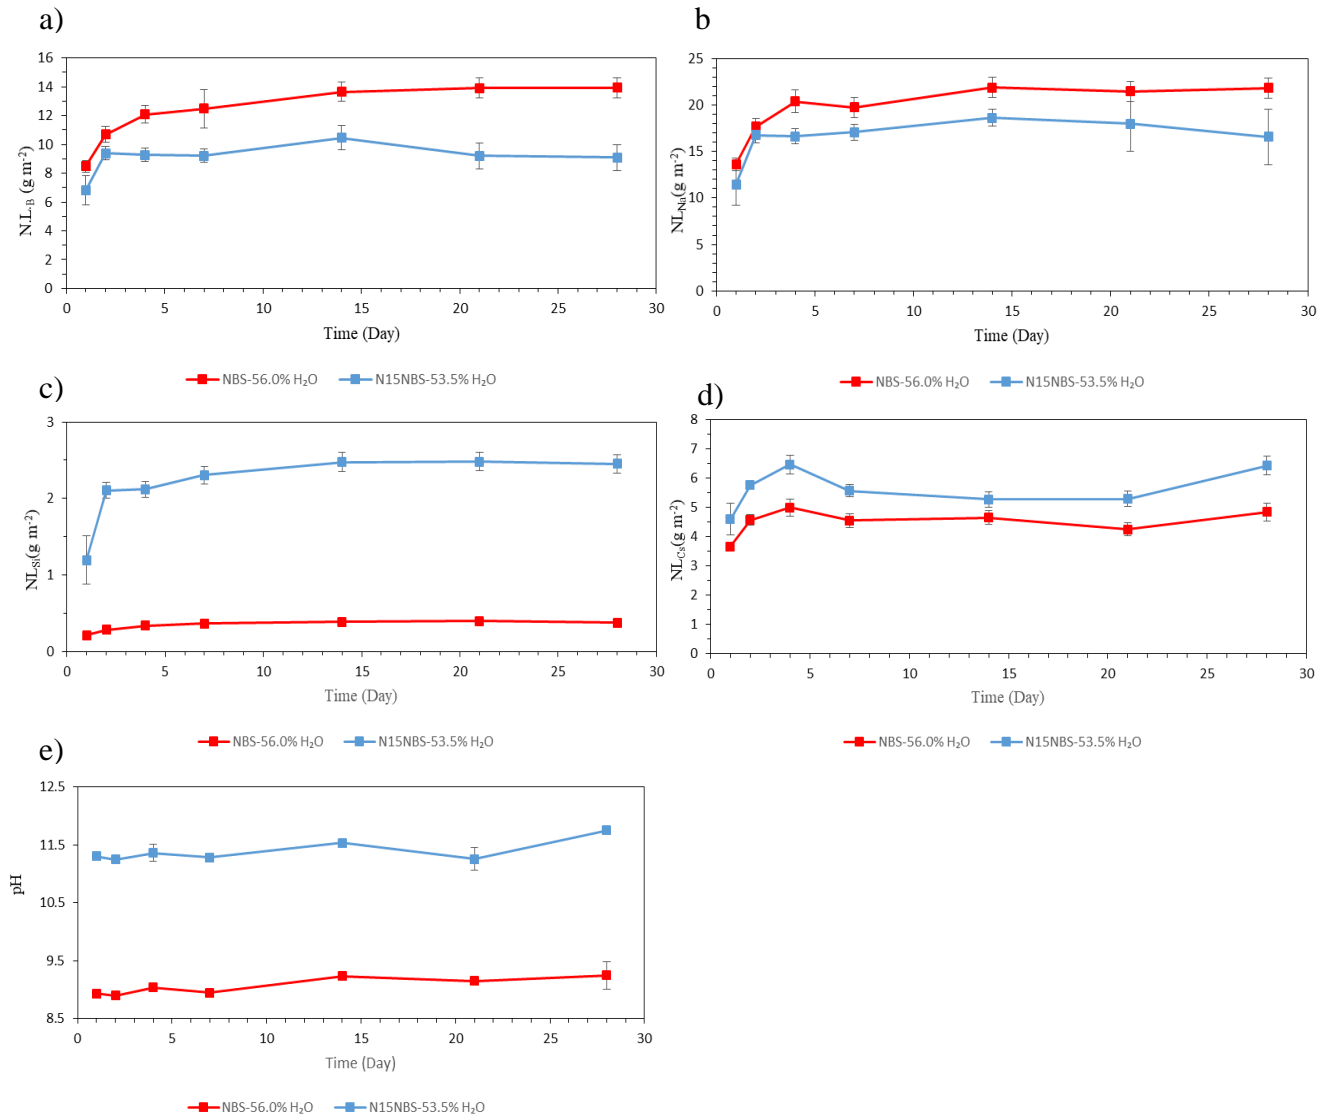 a)
16
14
12
10
8
6
4
2
0
N.L.B (g m-2)
0 5 10 15 20 25 30
Time (Day)
NBS-56.0% H₂O N15NBS-53.5% H₂O
b
25
20
15
10
5
0
NLNa(g m-2)
0 5 10 15 20 25 30
Time (Day)
NBS-56.0% H₂O N15NBS-53.5% H₂O
c)
3
2
1
0
NLSi(g m-2)
0 5 10 15 20 25 30
Time (Day)
NBS-56.0% H₂O N15NBS-53.5% H₂O
d)
8
7
6
5
4
3
2
1
0
NLCs(g m-2)
0 5 10 15 20 25 30
Time (Day)
NBS-56.0% H₂O N15NBS-53.5% H₂O
e)
12.5
11.5
10.5
9.5
8.5
pH
0 5 10 15 20 25 30
Time (Day)
NBS-56.0% H₂O N15NBS-53.5% H₂O